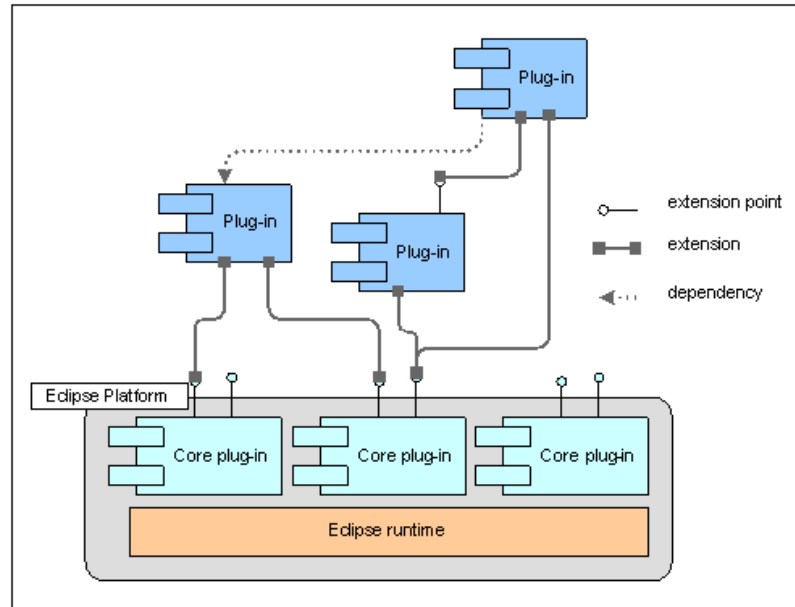 Plug-in
Plug-in
Plug-in
extension point
extension
dependency
Eclipse Platform
Core plug-in
Core plug-in
Core plug-in
Eclipse runtime